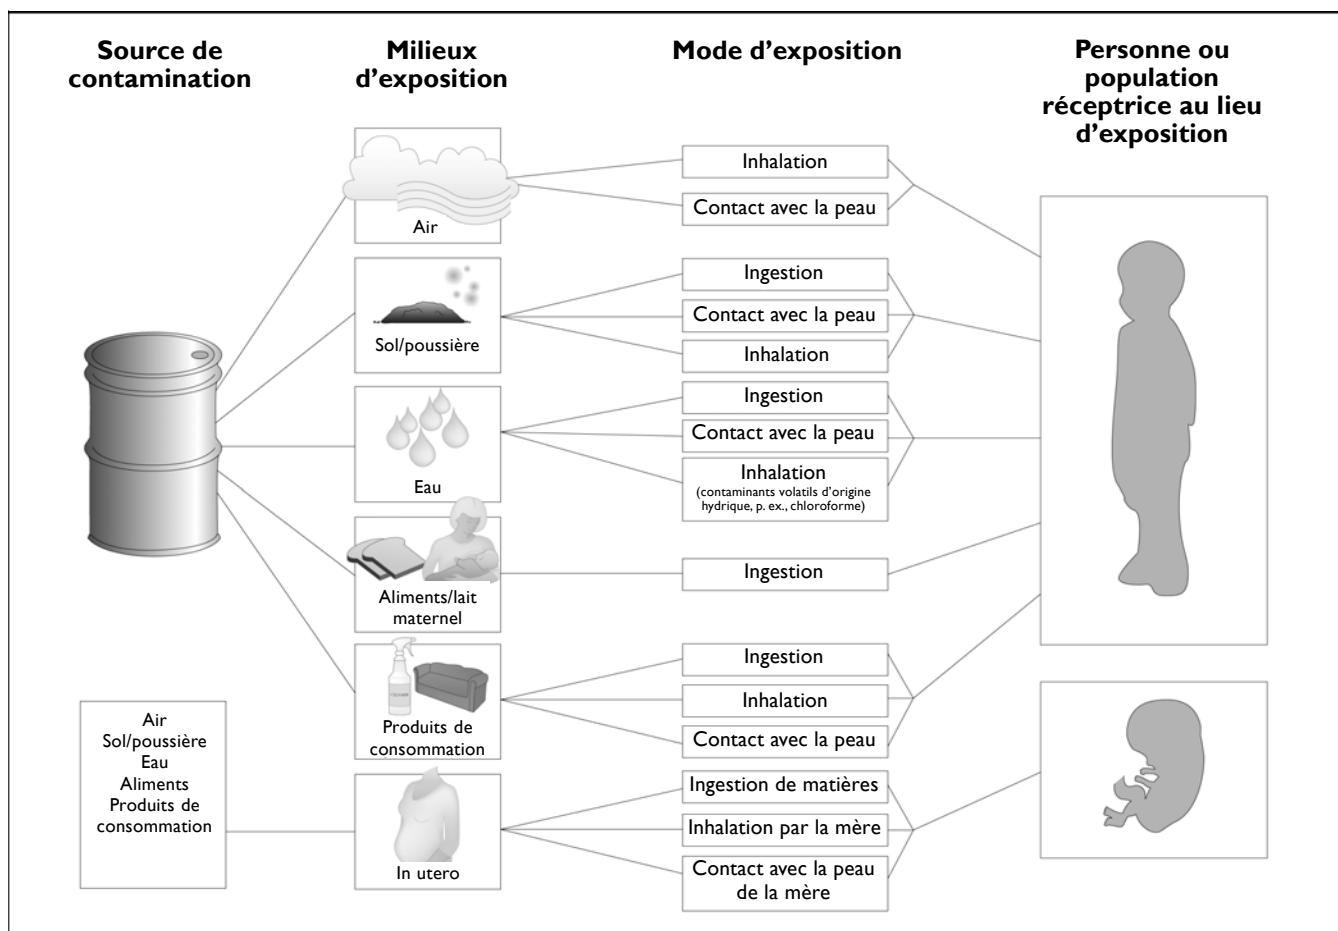 Source de
contamination
Milieux
d'exposition
Mode d'exposition
Personne ou
population
réceptrice au lieu
d'exposition
Air
Inhalation
Contact avec la peau
Sol/poussière
Ingestion
Contact avec la peau
Inhalation
Eau
Ingestion
Contact avec la peau
Inhalation
(contaminants volatils d'origine
hydrique, p. ex., chloroforme)
Aliments/lait
maternel
Ingestion
Produits de
consommation
Ingestion
Inhalation
Contact avec la peau
Air
Sol/poussière
Eau
Aliments
Produits de
consommation
In utero
Ingestion de matières
Inhalation par la mère
Contact avec la peau
de la mère